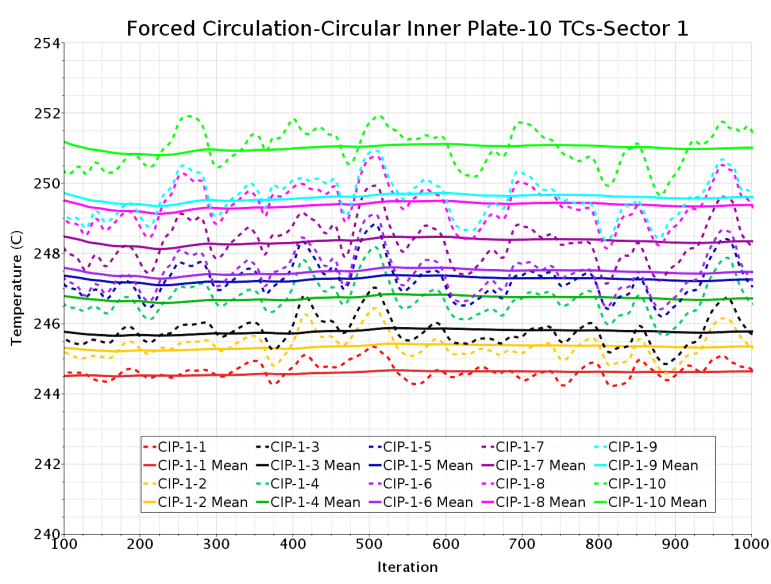 Forced Circulation-Circular Inner Plate-10 TCs-Sector 1
254
252
250
248
246
244
242
240
Temperature (C)
CIP-1-1 CIP-1-3 CIP-1-5 CIP-1-7 CIP-1-9
CIP-1-1 Mean CIP-1-3 Mean CIP-1-5 Mean CIP-1-7 Mean CIP-1-9 Mean
CIP-1-2 CIP-1-4 CIP-1-6 CIP-1-8 CIP-1-10
CIP-1-2 Mean CIP-1-4 Mean CIP-1-6 Mean CIP-1-8 Mean CIP-1-10 Mean
100 200 300 400 500 600 700 800 900 1000
Iteration